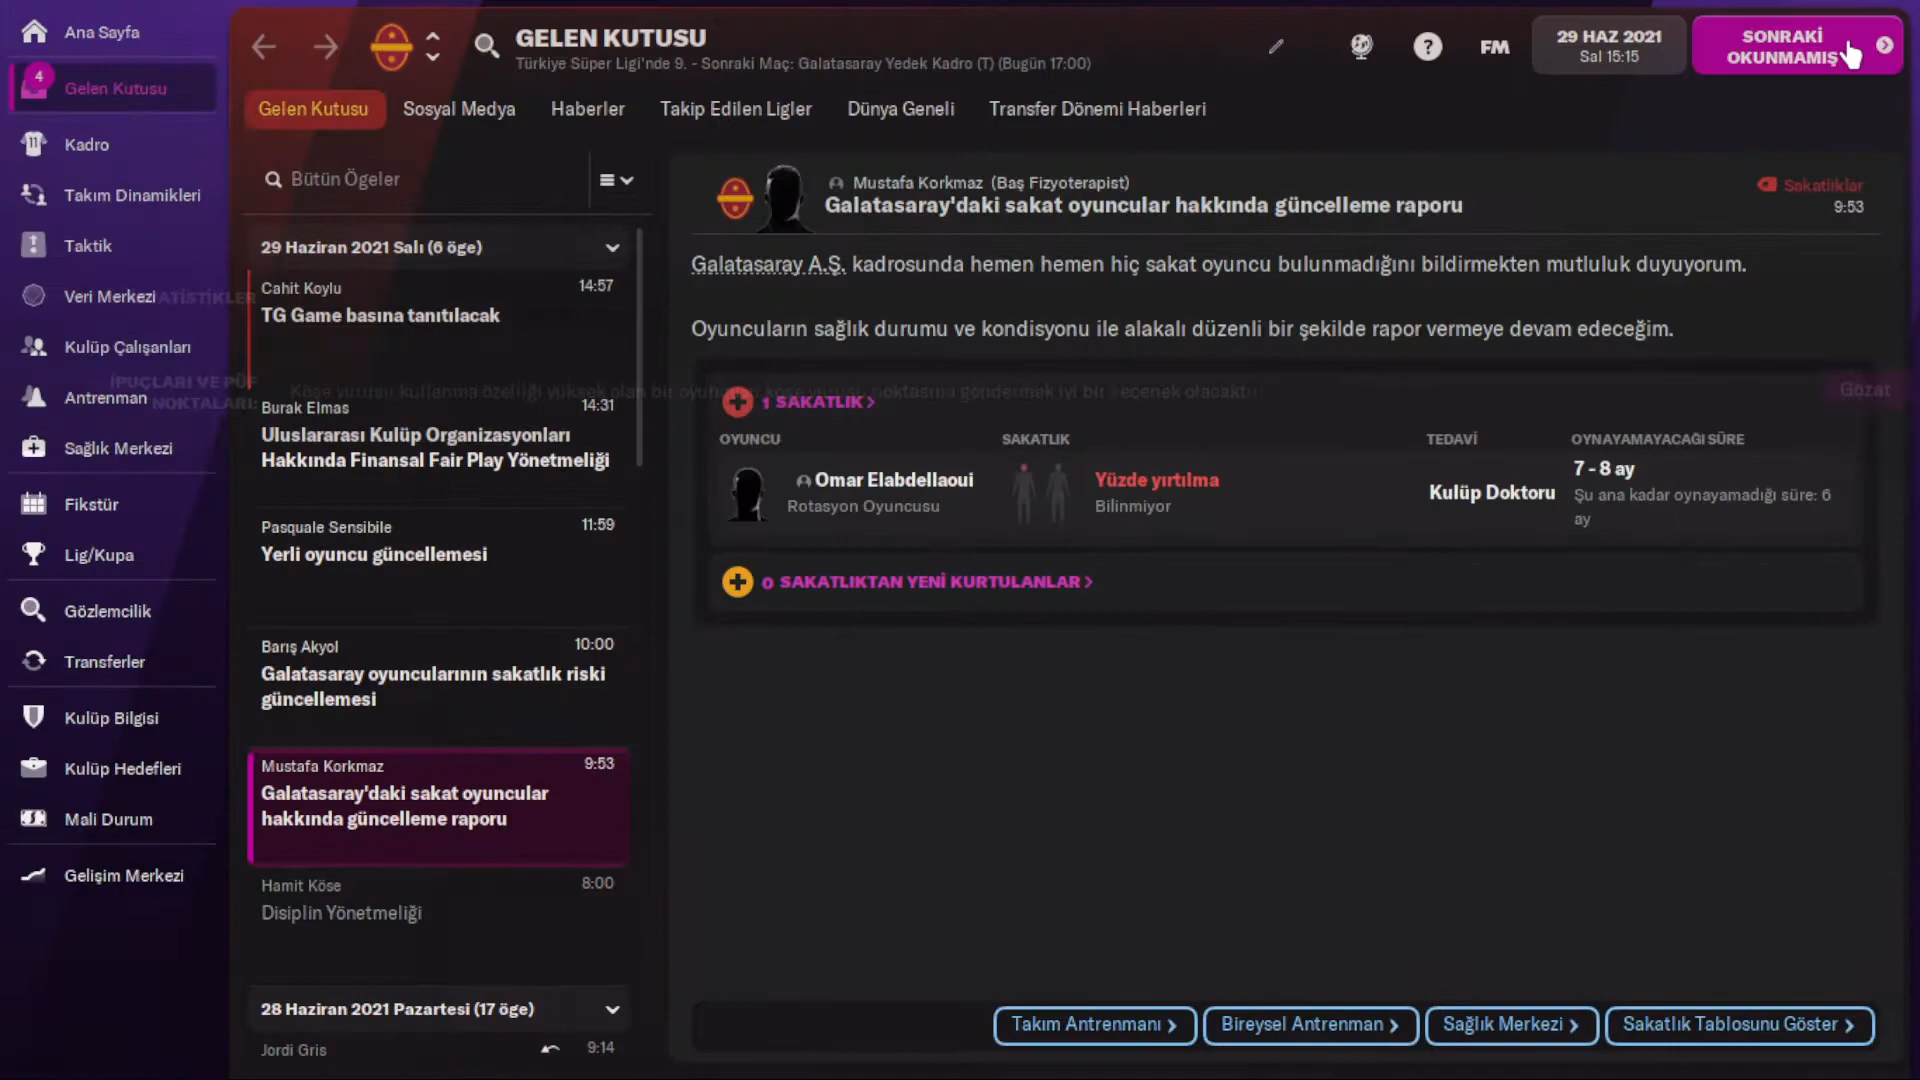 Ana Sayfa
4
Gelen Kutusu
Kadro
Takım Dinamikleri
Taktik
Veri Merkezi
Kulüp Çalışanları
Antrenman
Sağlık Merkezi
Fikstür
Lig/Kupa
Gözlemcilik
Transferler
Kulüp Bilgisi
Kulüp Hedefleri
Mali Durum
Gelişim Merkezi
GELEN KUTUSU
Türkiye Süper Ligi'nde 9. - Sonraki Maç: Galatasaray Yedek Kadro (T) (Bugün 17:00)
?
FM
29 HAZ 2021
Sal 15:15
SONRAKİ
OKUNMAMIŞ
Gelen Kutusu
Sosyal Medya
Haberler
Takip Edilen Ligler
Dünya Geneli
Transfer Dönemi Haberleri
Bütün Ögeler
29 Haziran 2021 Salı (6 öge)
Cahit Koylu 14:57
TG Game basına tanıtılacak
Burak Elmas 14:31
Uluslararası Kulüp Organizasyonları
Hakkında Finansal Fair Play Yönetmeliği
Pasquale Sensibile 11:59
Yerli oyuncu güncellemesi
Barış Akyol 10:00
Galatasaray oyuncularının sakatlık riski
güncellemesi
Mustafa Korkmaz 9:53
Galatasaray'daki sakat oyuncular
hakkında güncelleme raporu
Hamit Köse 8:00
Disiplin Yönetmeliği
28 Haziran 2021 Pazartesi (17 öge)
Jordi Gris 9:14
Mustafa Korkmaz (Baş Fizyoterapist)
Galatasaray'daki sakat oyuncular hakkında güncelleme raporu
Sakatlıklar
9:53
Galatasaray A.Ş. kadrosunda hemen hemen hiç sakat oyuncu bulunmadığını bildirmekten mutluluk duyuyorum.
Oyuncuların sağlık durumu ve kondisyonu ile alakalı düzenli bir şekilde rapor vermeye devam edeceğim.
İPUÇLARI VE PÜF
NOKTALARI:
Gözat
1 SAKATLIK
OYUNCU SAKATLIK TEDAVİ OYNAYAMAYACAĞI SÜRE
Omar Elabdellaoui
Rotasyon Oyuncusu
Yüzde yırtılma
Bilinmiyor
Kulüp Doktoru
7 - 8 ay
Şu ana kadar oynayamadığı süre: 6
ay
0 SAKATLIKTAN YENİ KURTULANLAR
Takım Antrenmanı
Bireysel Antrenman
Sağlık Merkezi
Sakatlık Tablosunu Göster